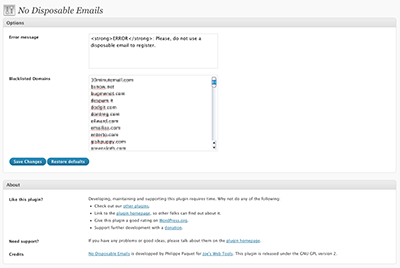 No Disposable Emails
Options
Error message
<strong>ERROR</strong>: Please, do not use a
disposable email to register.
Blacklisted Domains
10minutemail.com
bsnow.net
bugmenot.com
despam.it
dodgit.com
dontreg.com
e4ward.com
emailias.com
enterto.com
gishpuppy.com
greensloth.com
Save Changes
Restore defaults
About
Like this plugin?
Developing, maintaining and supporting this plugin requires time. Why not do any of the following:
Check out our other plugins.
Link to the plugin homepage, so other folks can find out about it.
Give this plugin a good rating on WordPress.org.
Support further development with a donation.
Need support?
If you have any problems or good ideas, please talk about them on the plugin homepage.
Credits
No Disposable Emails is developped by Philippe Paquet for Joe's Web Tools. This plugin is released under the GNU GPL version 2.